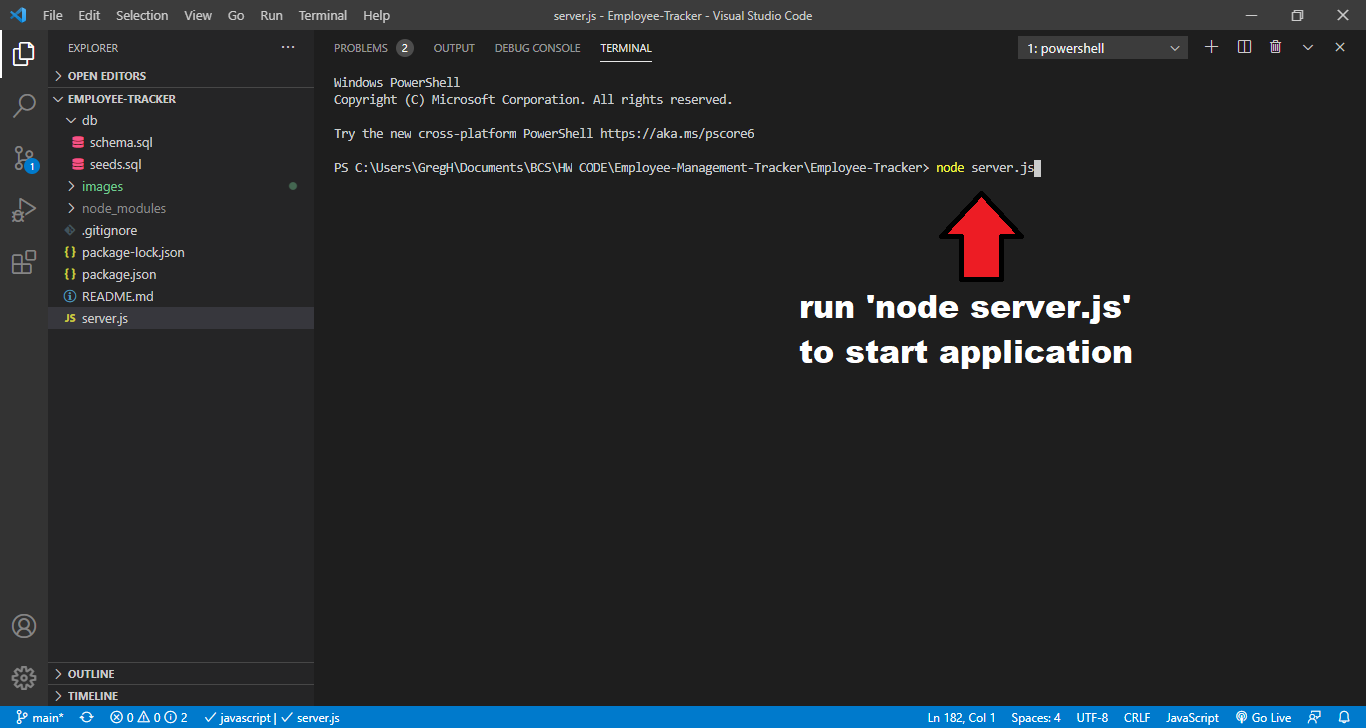 File Edit Selection View Go Run Terminal Help
server.js - Employee-Tracker - Visual Studio Code
EXPLORER
OPEN EDITORS
EMPLOYEE-TRACKER
db
schema.sql
seeds.sql
images
node_modules
.gitignore
{} package-lock.json
{} package.json
README.md
JS server.js
OUTLINE
TIMELINE
1
PROBLEMS 2 OUTPUT DEBUG CONSOLE TERMINAL
1: powershell
Windows PowerShell
Copyright (C) Microsoft Corporation. All rights reserved.
Try the new cross-platform PowerShell https://aka.ms/pscore6
PS C:\Users\GregH\Documents\BCS\HW CODE\Employee-Management-Tracker\Employee-Tracker> node server.js
run 'node server.js'
to start application
main* 0 0 2 javascript | server.js
Ln 182, Col 1 Spaces: 4 UTF-8 CRLF JavaScript Go Live